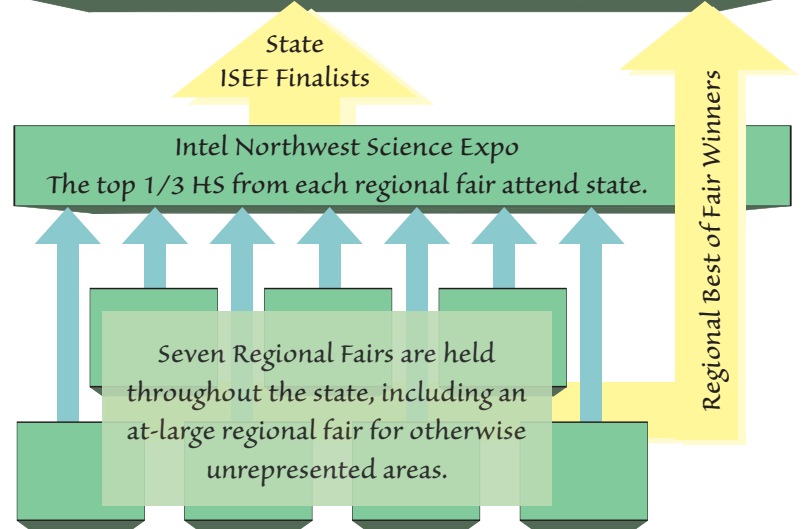 State
ISEF Finalists
Intel Northwest Science Expo
The top 1/3 HS from each regional fair attend state.
Regional Best of Fair Winners
Seven Regional Fairs are held
throughout the state, including an
at-large regional fair for otherwise
unrepresented areas.